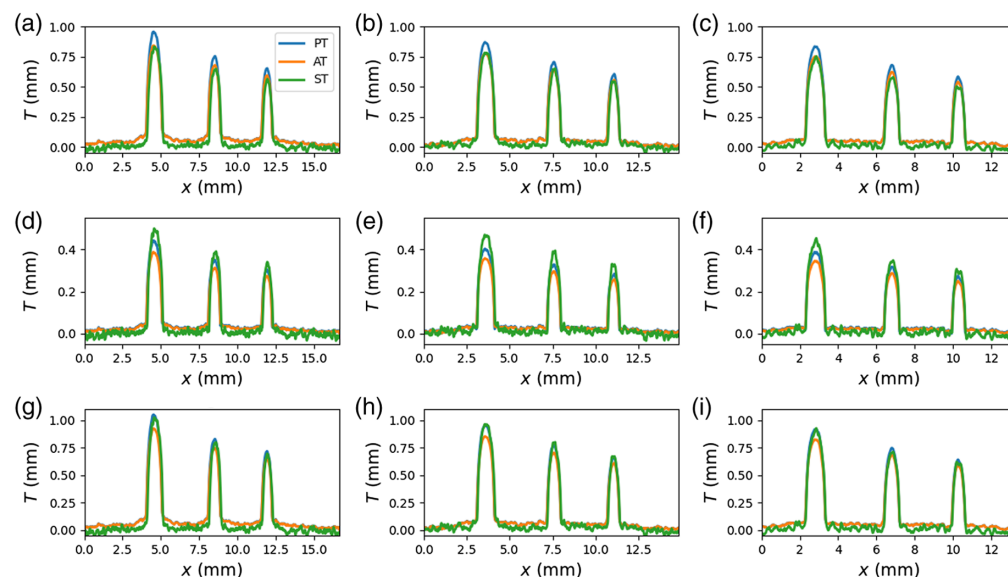 (a)
1.00
0.75
0.50
0.25
0.00
T (mm)
PT
AT
ST
0.0 2.5 5.0 7.5 10.0 12.5 15.0
x (mm)
(b)
1.00
0.75
0.50
0.25
0.00
T (mm)
0.0 2.5 5.0 7.5 10.0 12.5
x (mm)
(c)
1.00
0.75
0.50
0.25
0.00
T (mm)
0 2 4 6 8 10 12
x (mm)
(d)
0.4
0.2
0.0
T (mm)
0.0 2.5 5.0 7.5 10.0 12.5 15.0
x (mm)
(e)
0.4
0.2
0.0
T (mm)
0.0 2.5 5.0 7.5 10.0 12.5
x (mm)
(f)
0.4
0.2
0.0
T (mm)
0 2 4 6 8 10 12
x (mm)
(g)
1.00
0.75
0.50
0.25
0.00
T (mm)
0.0 2.5 5.0 7.5 10.0 12.5 15.0
x (mm)
(h)
1.00
0.75
0.50
0.25
0.00
T (mm)
0.0 2.5 5.0 7.5 10.0 12.5
x (mm)
(i)
1.00
0.75
0.50
0.25
0.00
T (mm)
0 2 4 6 8 10 12
x (mm)